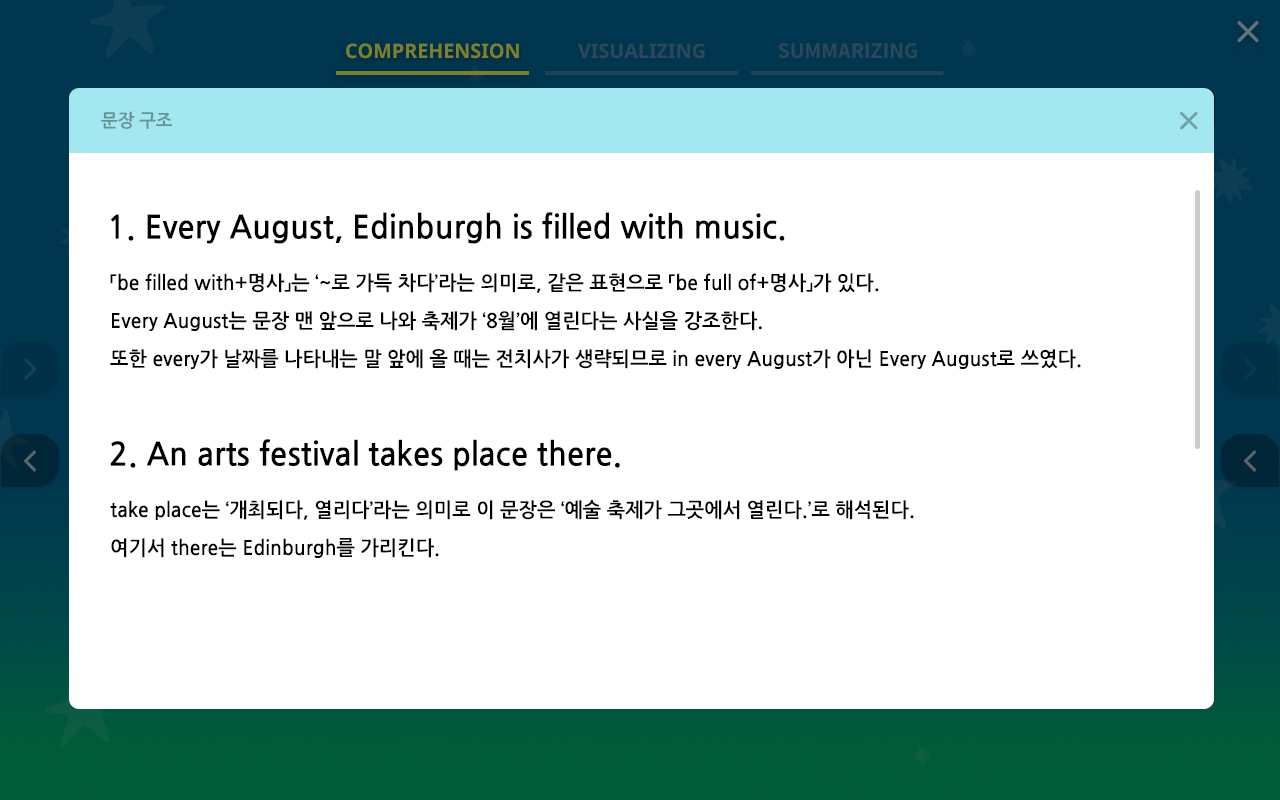 COMPREHENSION VISUALIZING SUMMARIZING
문장 구조
1. Every August, Edinburgh is filled with music.
「be filled with+명사」는 ‘~로 가득 차다’라는 의미로, 같은 표현으로 「be full of+명사」가 있다.
Every August는 문장 맨 앞으로 나와 축제가 ‘8월’에 열린다는 사실을 강조한다.
또한 every가 날짜를 나타내는 말 앞에 올 때는 전치사가 생략되므로 in every August가 아닌 Every August로 쓰였다.
2. An arts festival takes place there.
take place는 ‘개최되다, 열리다’라는 의미로 이 문장은 ‘예술 축제가 그곳에서 열린다.’로 해석된다.
여기서 there는 Edinburgh를 가리킨다.